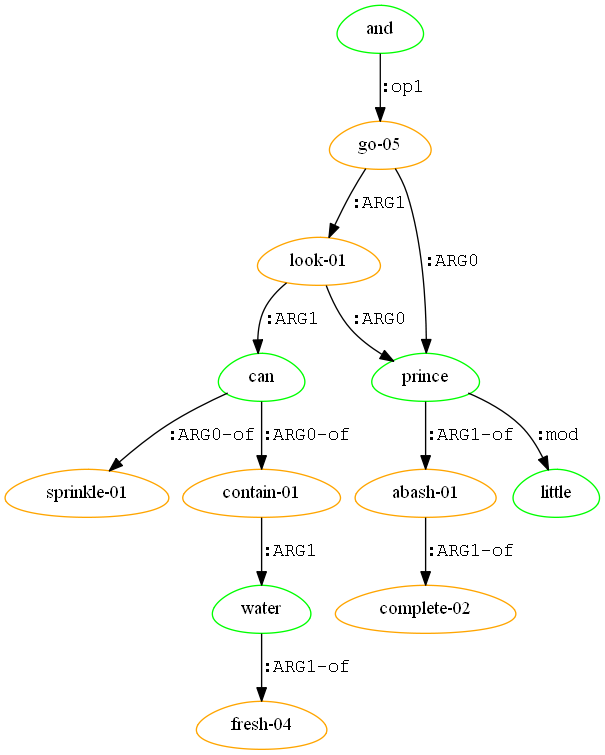 and
:op1
go-05
:ARG1
look-01
:ARG0
:ARG1
:ARG0
can
prince
:ARG0-of
:ARG0-of
:ARG1-of
:mod
sprinkle-01
contain-01
abash-01
little
:ARG1
:ARG1-of
water
complete-02
:ARG1-of
fresh-04